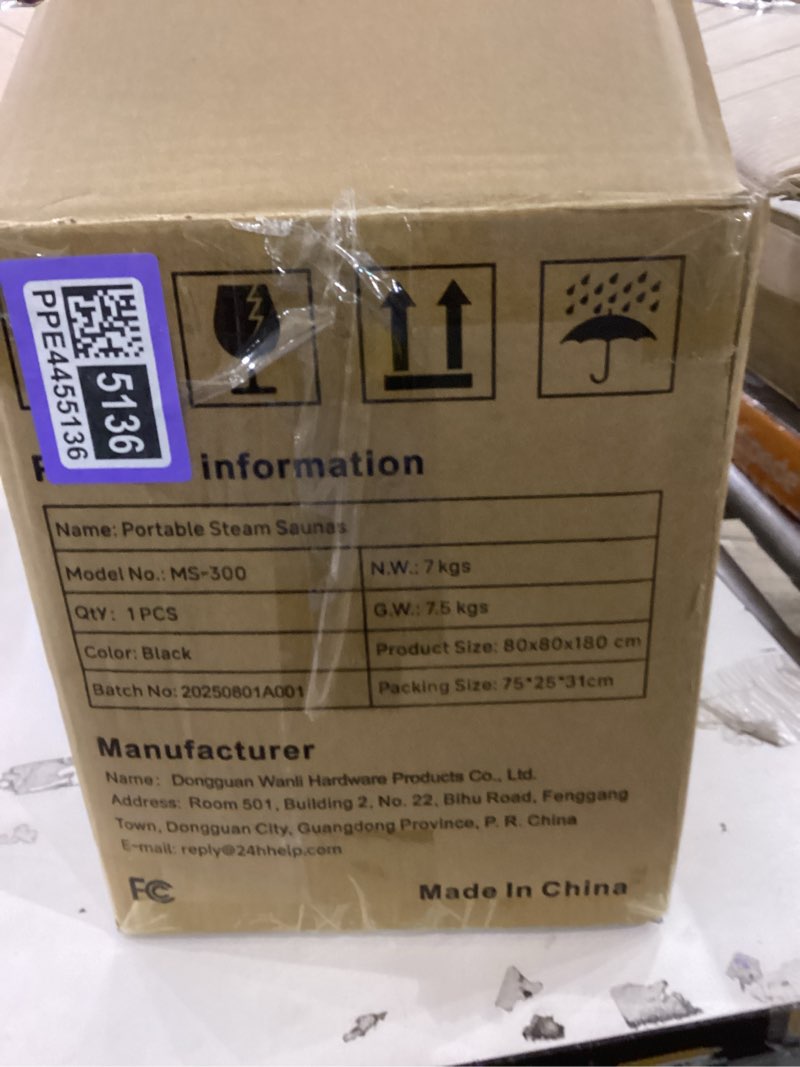 PPE4455136
5136
information
Name: Portable Steam Saunas
Model No.: MS-300
N.W.: 7 kgs
QtY: 1 PCS
G.W.: 7.5 kgs
Color: Black
Product Size: 80x80x180 cm
Batch No: 20250801A001
Packing Size: 75*25*31cm
Manufacturer
Name: Dongguan Wanli Hardware Products Co., Ltd.
Address: Room 501, Building 2, No. 22, Bihu Road, Fenggang
Town, Dongguan City, Guangdong Province, P. R. China
E-mail: reply@24hhelp.com
FC
Made In China